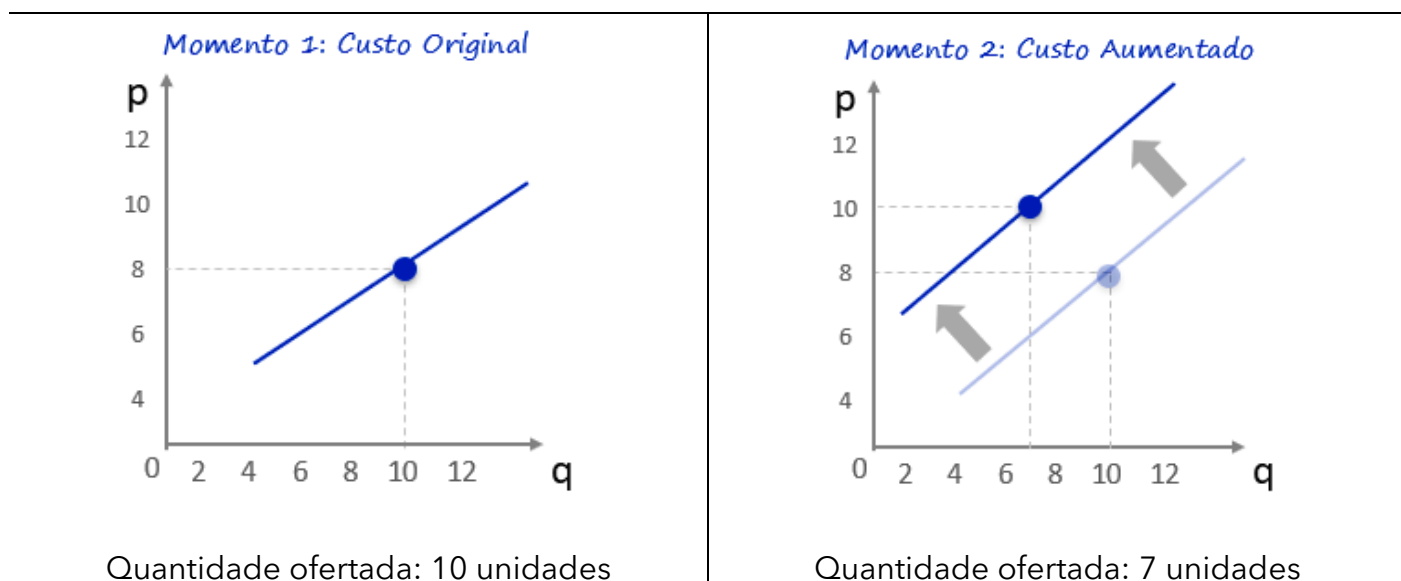 Momento 1: Custo Original
p
12
10
8
6
4
0 2 4 6 8 10 12 q
Quantidade ofertada: 10 unidades
Momento 2: Custo Aumentado
p
12
10
8
6
4
0 2 4 6 8 10 12 q
Quantidade ofertada: 7 unidades